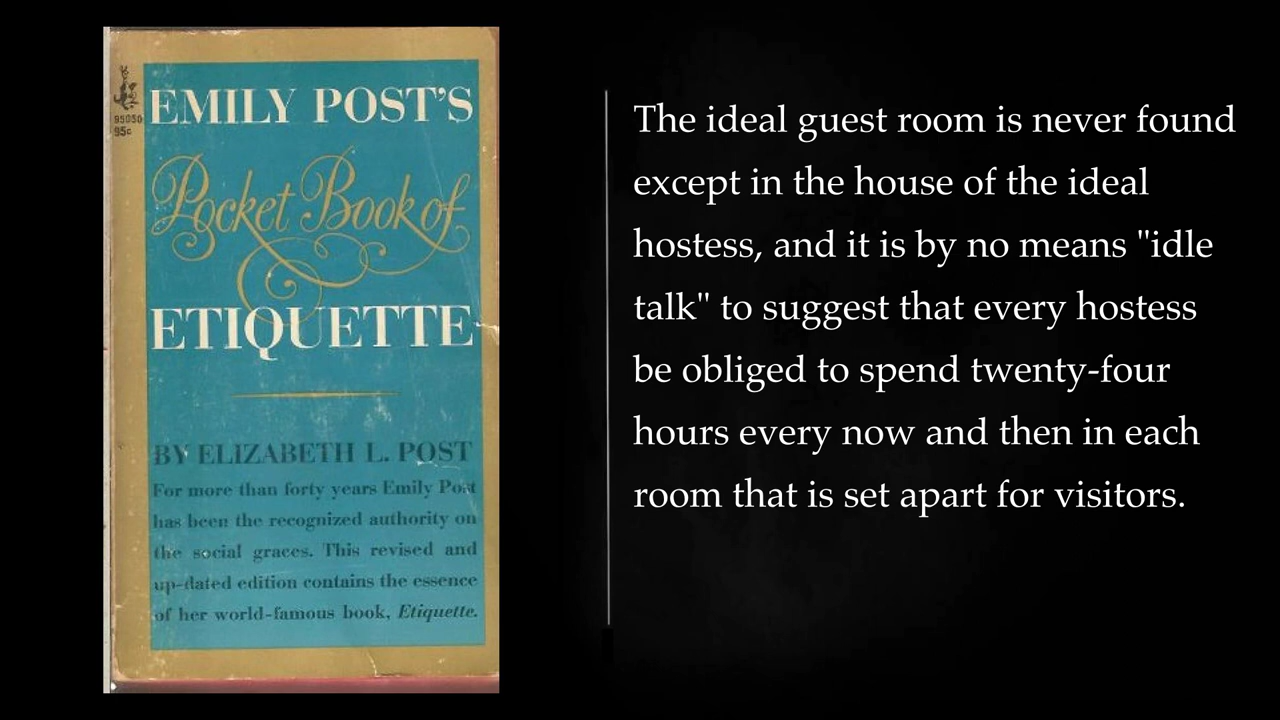 95050
95c
EMILY POST'S
Pocket Book of
ETIQUETTE
BY ELIZABETH L. POST
For more than forty years Emily Post
has been the recognized authority on
the social graces. This revised and
up-dated edition contains the essence
of her world-famous book, Etiquette.
The ideal guest room is never found
except in the house of the ideal
hostess, and it is by no means "idle
talk" to suggest that every hostess
be obliged to spend twenty-four
hours every now and then in each
room that is set apart for visitors.